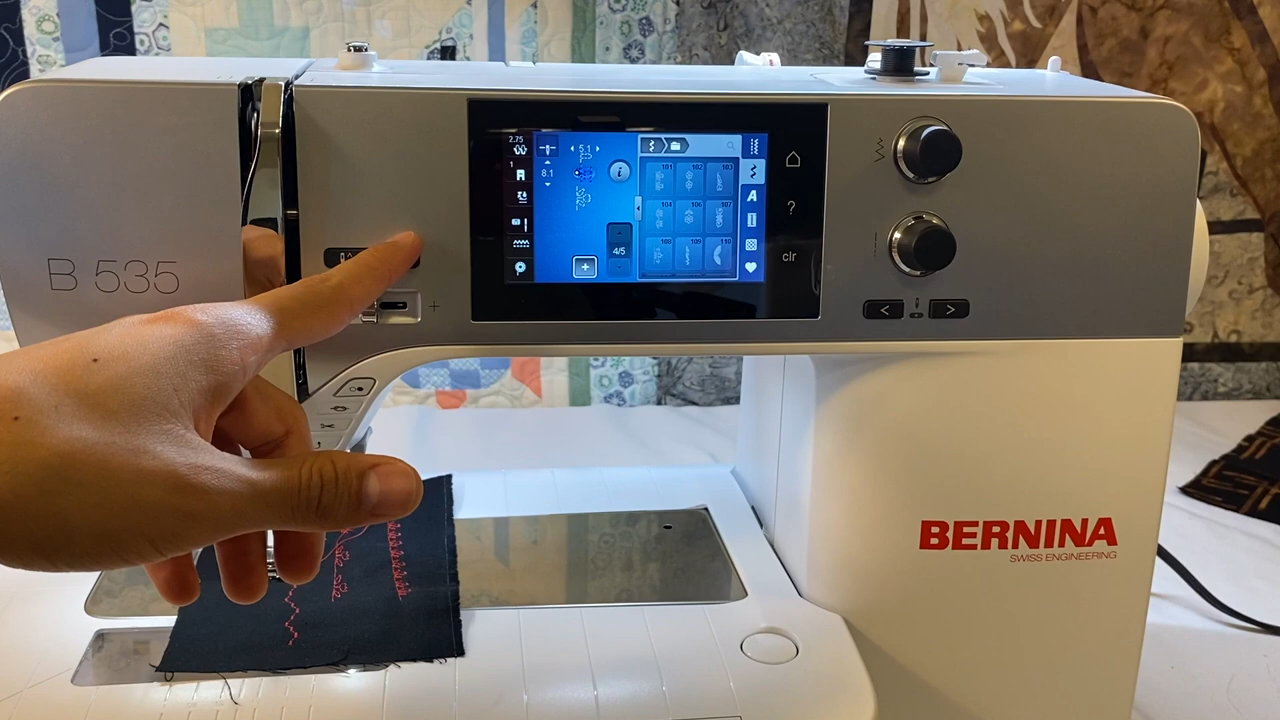 B 535
2.75
1
5.1
8.1
i
4/5
101 102 103
104 106 107
108 109 110
A
?
clr
+
< >
BERNINA
SWISS ENGINEERING